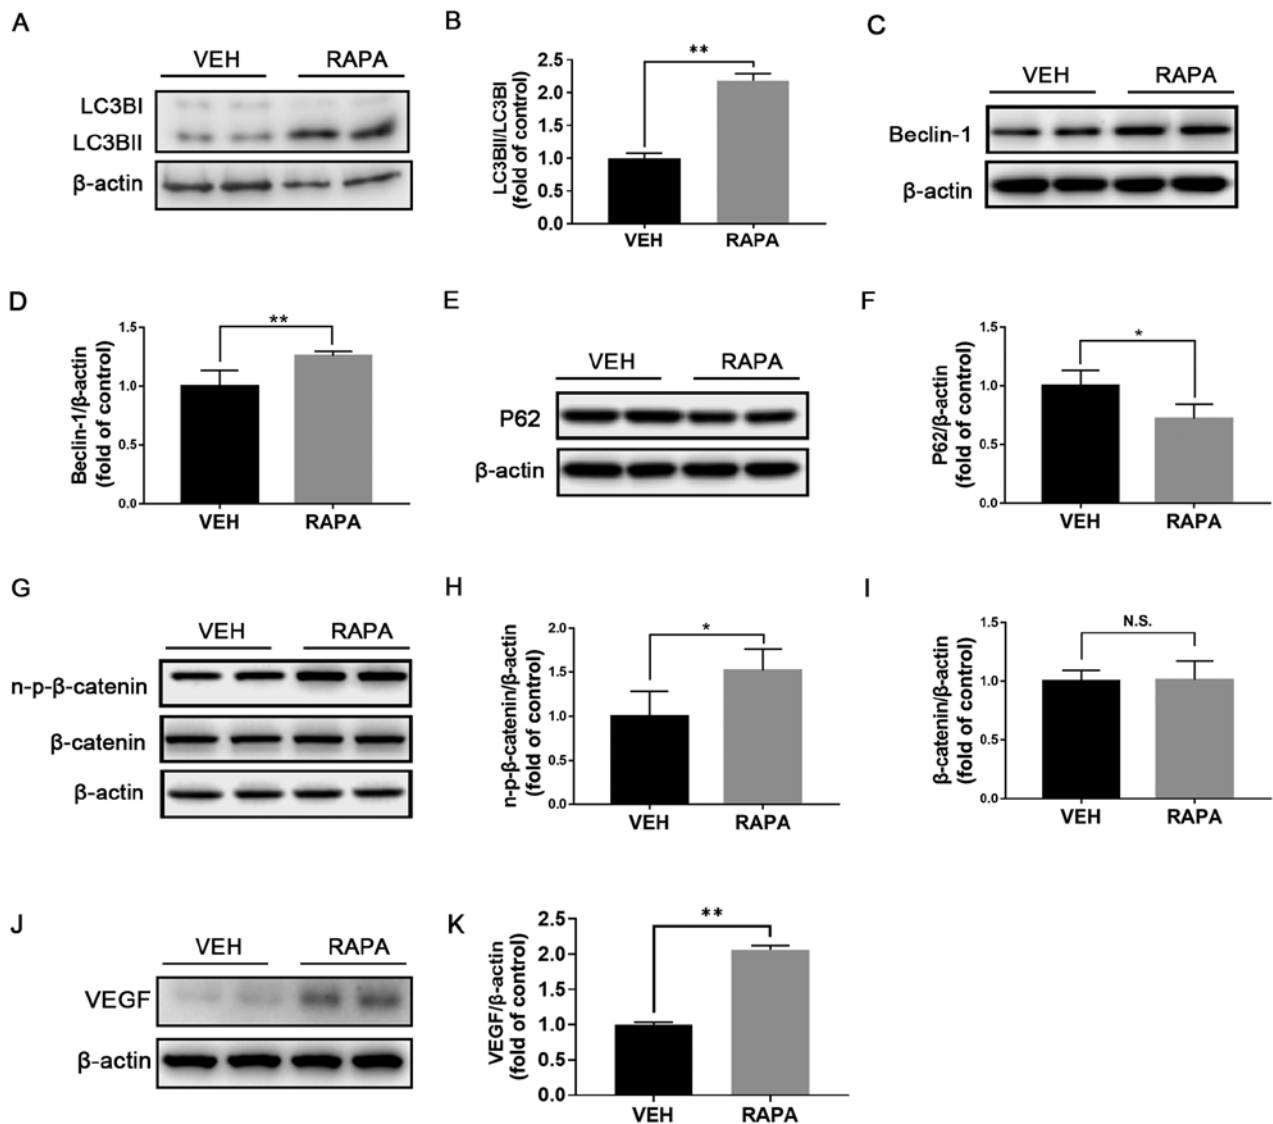 A
VEH RAPA
LC3BI
LC3BII
β-actin
B
**
2.5
2.0
1.5
1.0
0.5
0.0
LC3BII/LC3BI
(fold of control)
VEH RAPA
C
VEH RAPA
Beclin-1
β-actin
D
**
1.5
1.0
0.5
0.0
Beclin-1/β-actin
(fold of control)
VEH RAPA
E
VEH RAPA
P62
β-actin
F
*
1.5
1.0
0.5
0.0
P62/β-actin
(fold of control)
VEH RAPA
G
VEH RAPA
n-p-β-catenin
β-catenin
β-actin
H
*
2.0
1.5
1.0
0.5
0.0
n-p-β-catenin/β-actin
(fold of control)
VEH RAPA
I
N.S.
1.5
1.0
0.5
0.0
β-catenin/β-actin
(fold of control)
VEH RAPA
J
VEH RAPA
VEGF
β-actin
K
**
2.5
2.0
1.5
1.0
0.5
0.0
VEGF/β-actin
(fold of control)
VEH RAPA